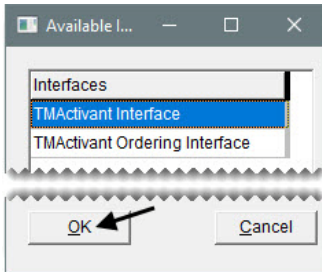 Available I...
Interfaces
TMActivant Interface
TMActivant Ordering Interface
OK Cancel